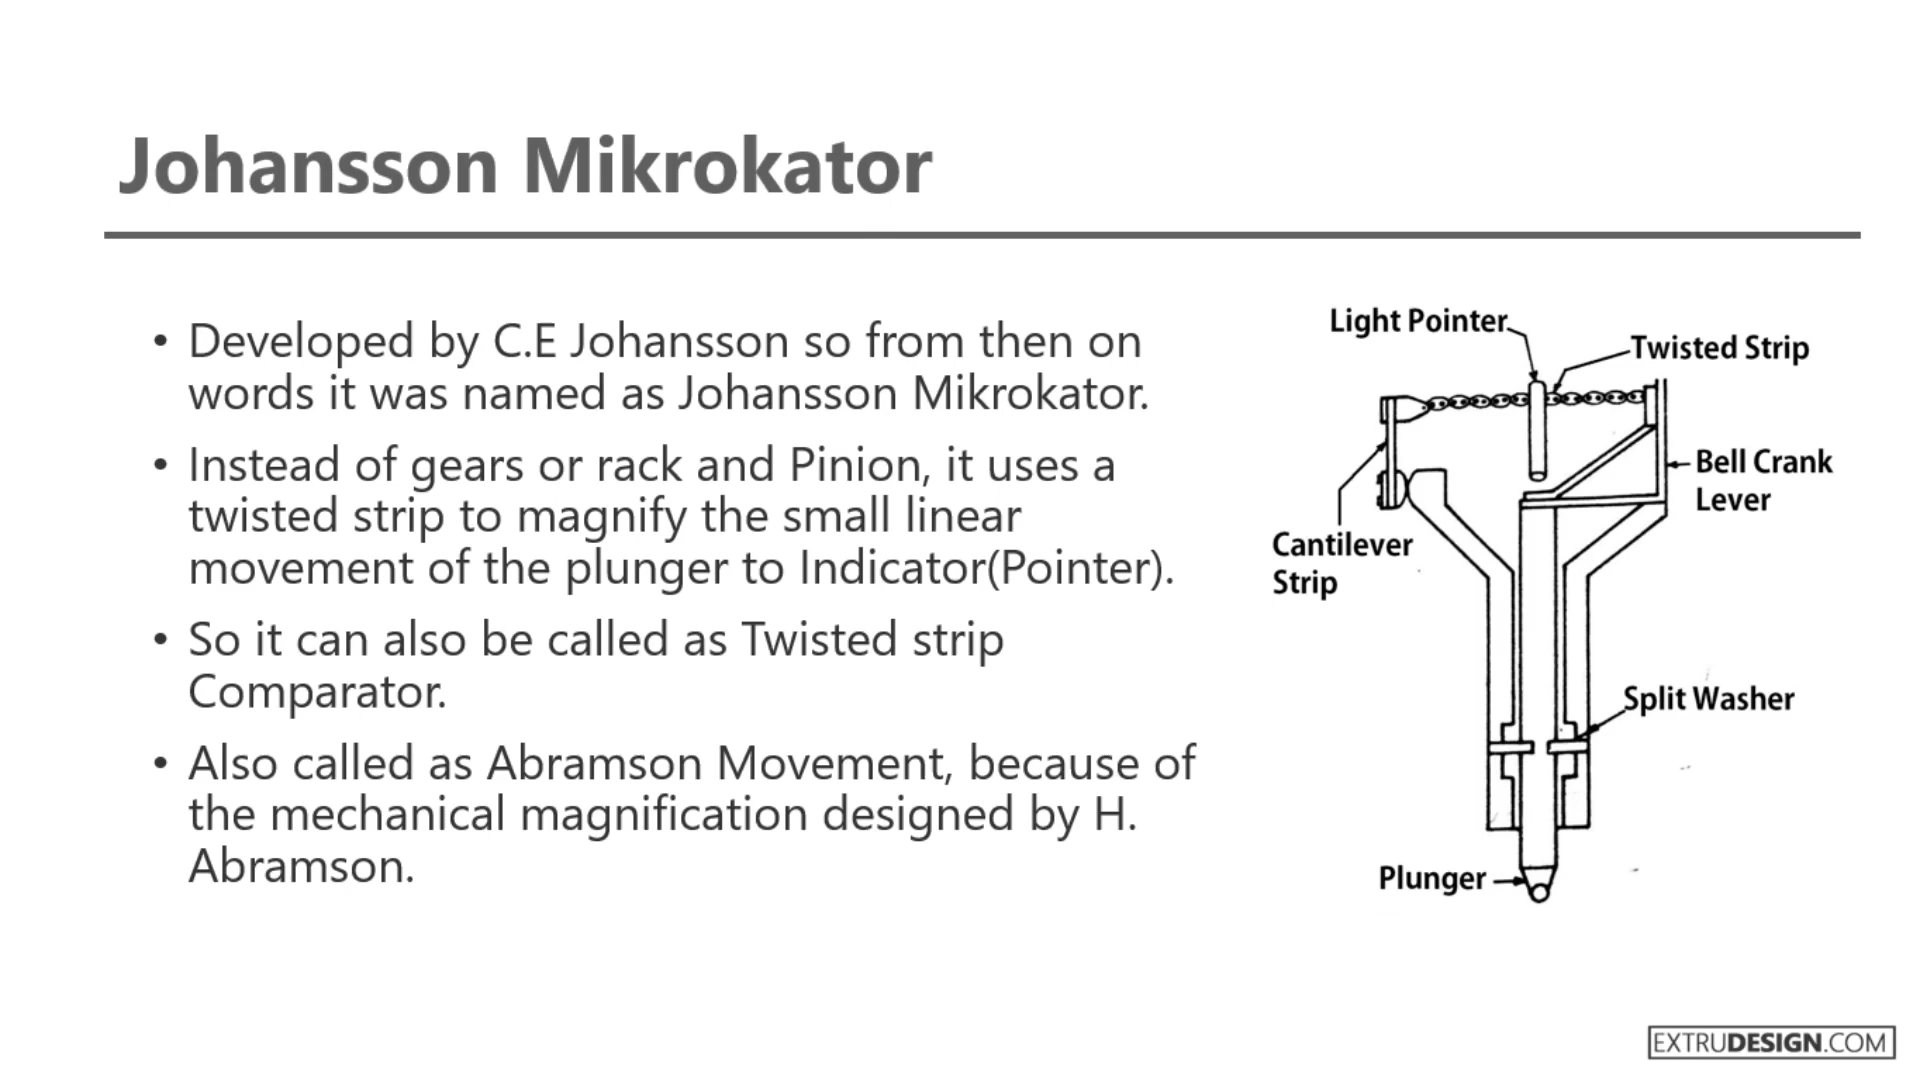 Johansson Mikrokator
• Developed by C.E Johansson so from then on
words it was named as Johansson Mikrokator.
• Instead of gears or rack and Pinion, it uses a
twisted strip to magnify the small linear
movement of the plunger to Indicator(Pointer).
• So it can also be called as Twisted strip
Comparator.
• Also called as Abramson Movement, because of
the mechanical magnification designed by H.
Abramson.
Light Pointer
Twisted Strip
Bell Crank
Lever
Cantilever
Strip
Split Washer
Plunger
EXTRUDESIGN.COM